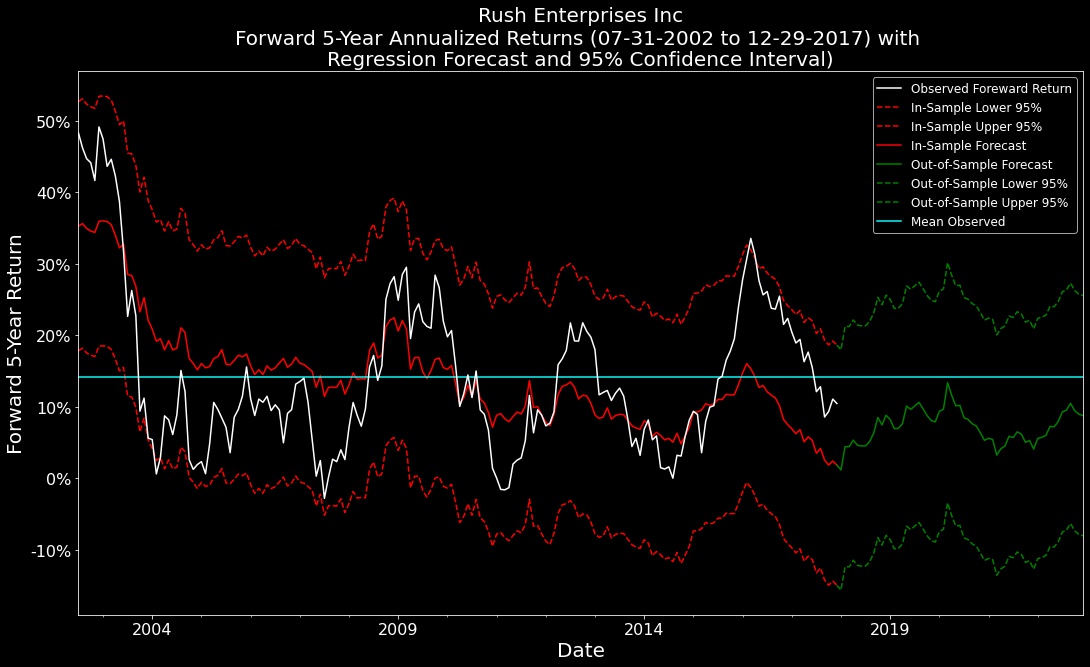 Rush Enterprises Inc
Forward 5-Year Annualized Returns (07-31-2002 to 12-29-2017) with
Regression Forecast and 95% Confidence Interval)
Observed Foreward Return
In-Sample Lower 95%
In-Sample Upper 95%
In-Sample Forecast
Out-of-Sample Forecast
Out-of-Sample Lower 95%
Out-of-Sample Upper 95%
Mean Observed
Forward 5-Year Return
50%
40%
30%
20%
10%
0%
-10%
2004
2009
2014
2019
Date